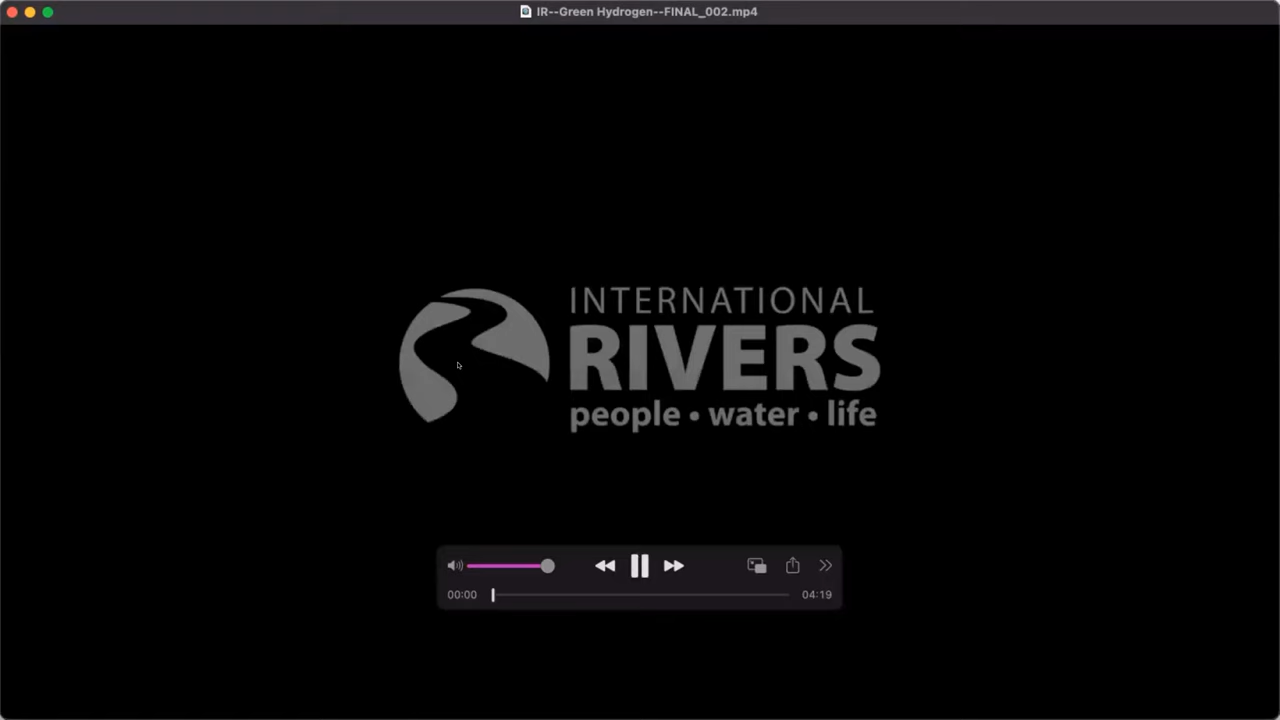 IR--Green Hydrogen--FINAL_002.mp4
INTERNATIONAL
RIVERS
people • water • life
00:00
04:19